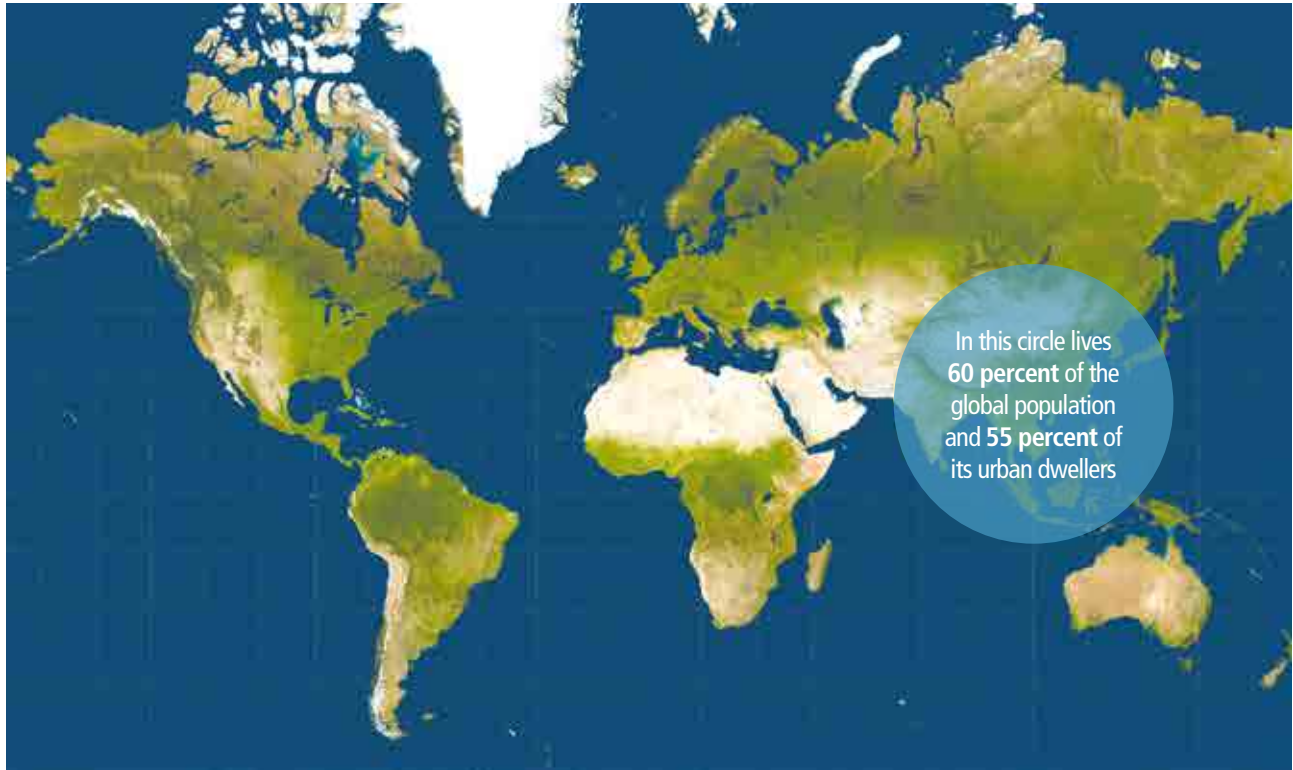 In this circle lives
60 percent of the
global population
and 55 percent of
its urban dwellers